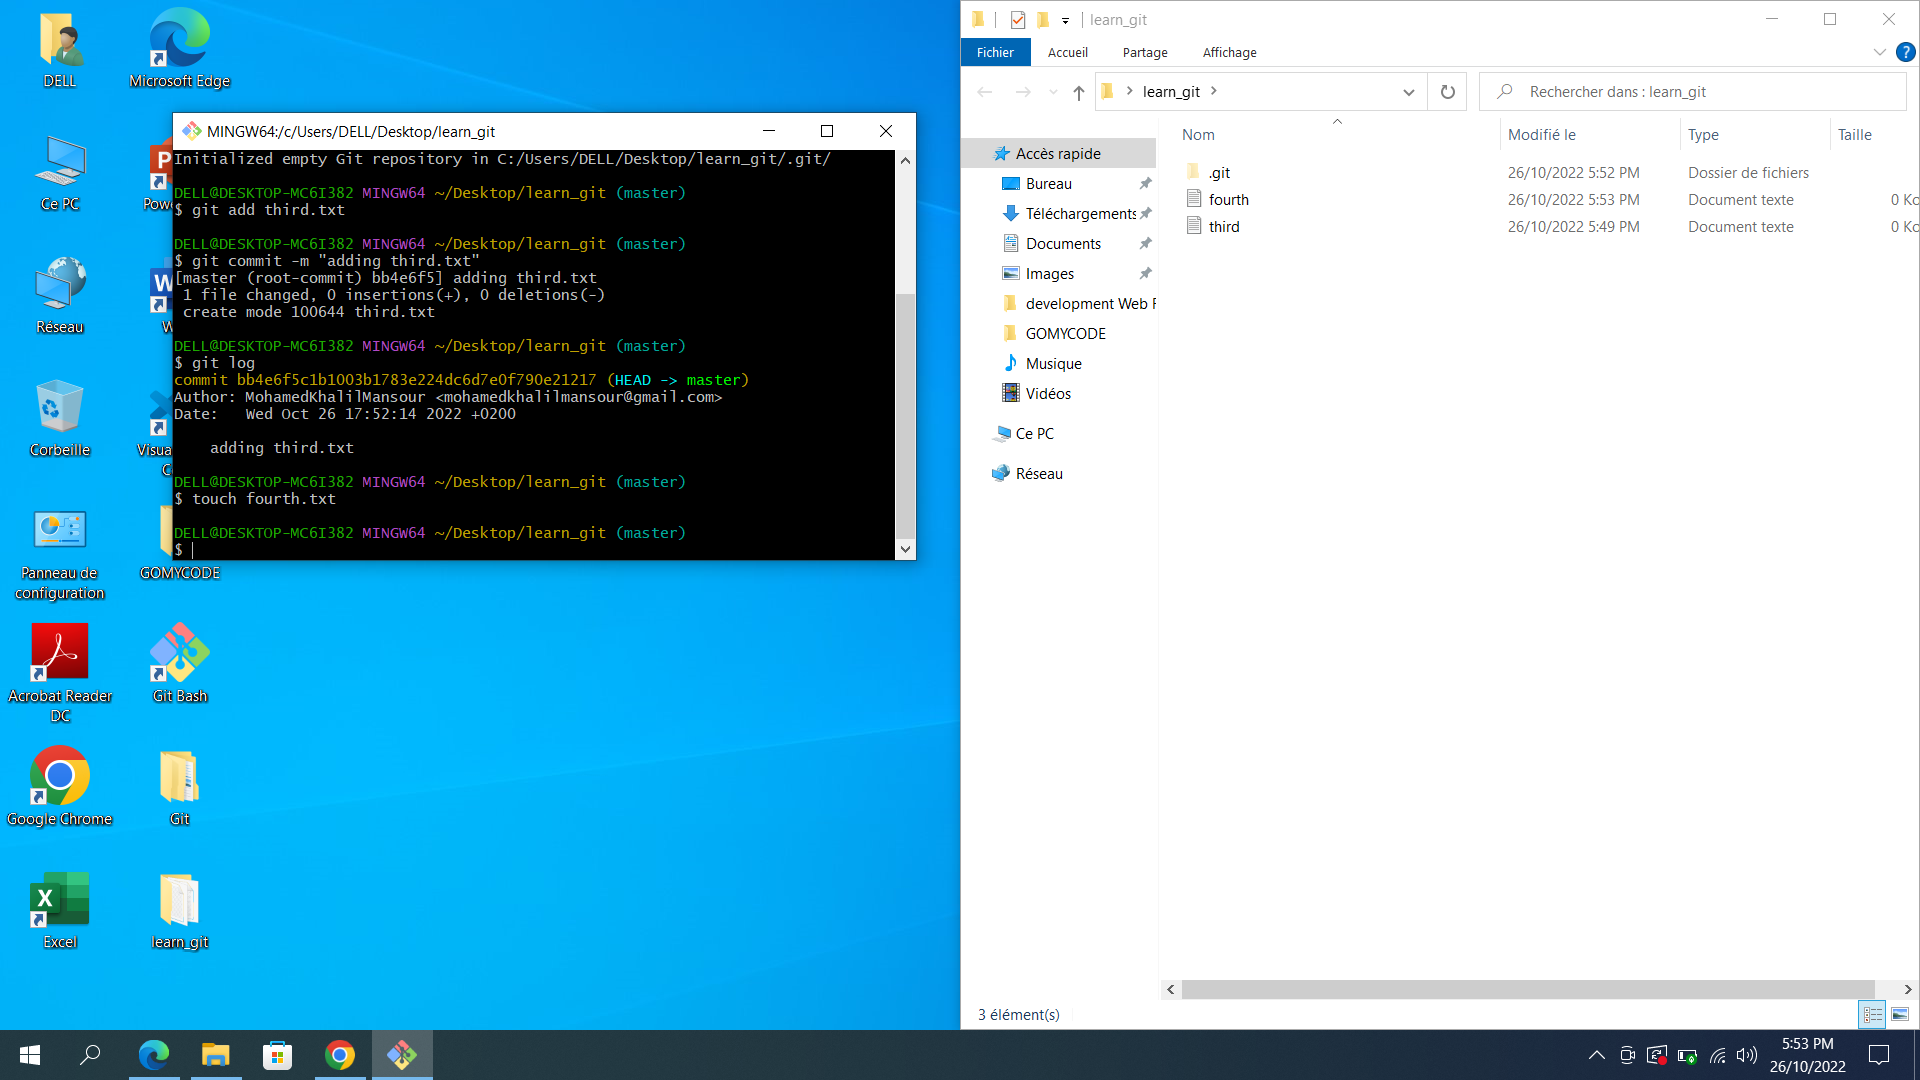 DELL
Microsoft Edge
Ce PC
Réseau
Corbeille
Panneau de configuration
GOMYCODE
Acrobat Reader DC
Git Bash
Google Chrome
Git
Excel
learn_git
MINGW64:/c/Users/DELL/Desktop/learn_git
Initialized empty Git repository in C:/Users/DELL/Desktop/learn_git/.git/
DELL@DESKTOP-MC6I382 MINGW64 ~/Desktop/learn_git (master)
$ git add third.txt
DELL@DESKTOP-MC6I382 MINGW64 ~/Desktop/learn_git (master)
$ git commit -m "adding third.txt"
[master (root-commit) bb4e6f5] adding third.txt
1 file changed, 0 insertions(+), 0 deletions(-)
create mode 100644 third.txt
DELL@DESKTOP-MC6I382 MINGW64 ~/Desktop/learn_git (master)
$ git log
commit bb4e6f5c1b1003b1783e224dc6d7e0f790e21217 (HEAD -> master)
Author: MohamedKhalilMansour <mohamedkhalilmansour@gmail.com>
Date: Wed Oct 26 17:52:14 2022 +0200
adding third.txt
DELL@DESKTOP-MC6I382 MINGW64 ~/Desktop/learn_git (master)
$ touch fourth.txt
DELL@DESKTOP-MC6I382 MINGW64 ~/Desktop/learn_git (master)
$
learn_git
Fichier Accueil Partage Affichage
learn_git
Rechercher dans : learn_git
Nom Modifié le Type Taille
.git 26/10/2022 5:52 PM Dossier de fichiers
fourth 26/10/2022 5:53 PM Document texte 0 Ko
third 26/10/2022 5:49 PM Document texte 0 Ko
Accès rapide
Bureau
Téléchargements
Documents
Images
development Web
GOMYCODE
Musique
Vidéos
Ce PC
Réseau
3 élément(s)
5:53 PM
26/10/2022